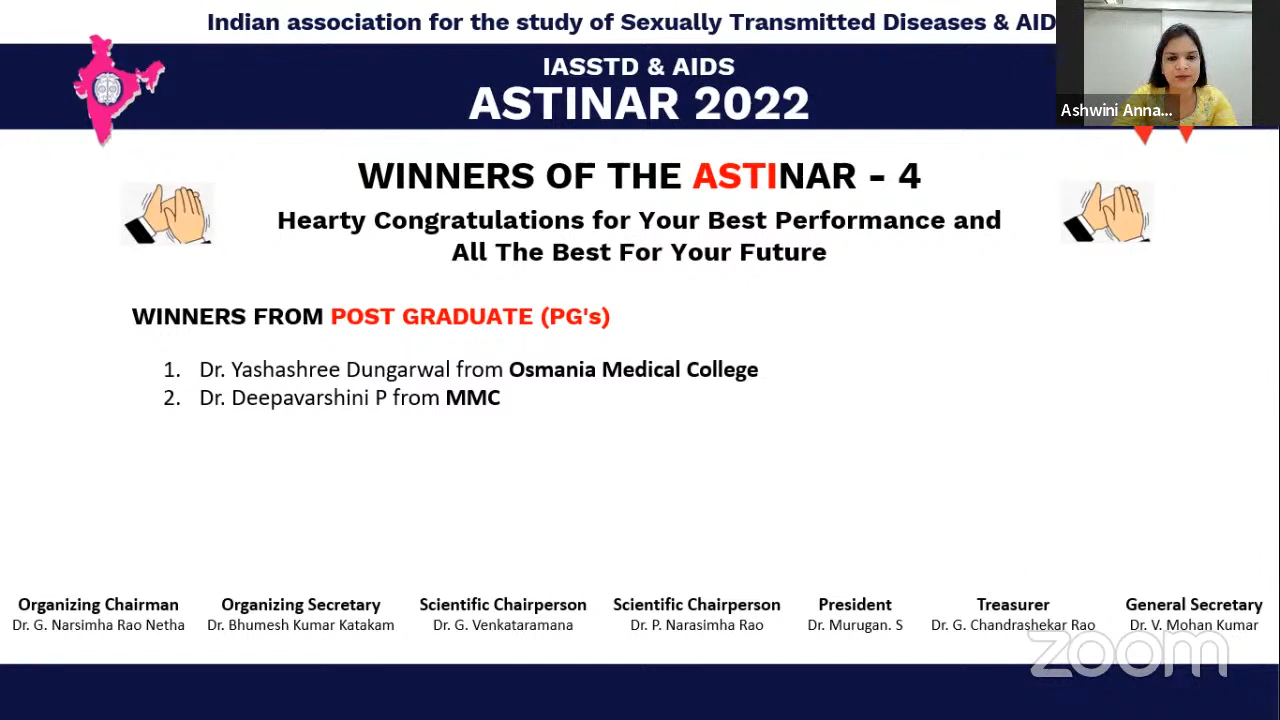 Indian association for the study of Sexually Transmitted Diseases & AID
IASSTD & AIDS
ASTINAR 2022
Ashwini Anna...
WINNERS OF THE ASTINAR - 4
Hearty Congratulations for Your Best Performance and
All The Best For Your Future
WINNERS FROM POST GRADUATE (PG's)
1. Dr. Yashashree Dungarwal from Osmania Medical College
2. Dr. Deepavarshini P from MMC
Organizing Chairman Organizing Secretary Scientific Chairperson Scientific Chairperson President Treasurer General Secretary
Dr. G. Narsimha Rao Netha Dr. Bhumesh Kumar Katakam Dr. G. Venkataramana Dr. P. Narasimha Rao Dr. Murugan. S Dr. G. Chandrashekar Rao Dr. V. Mohan Kumar
zoom